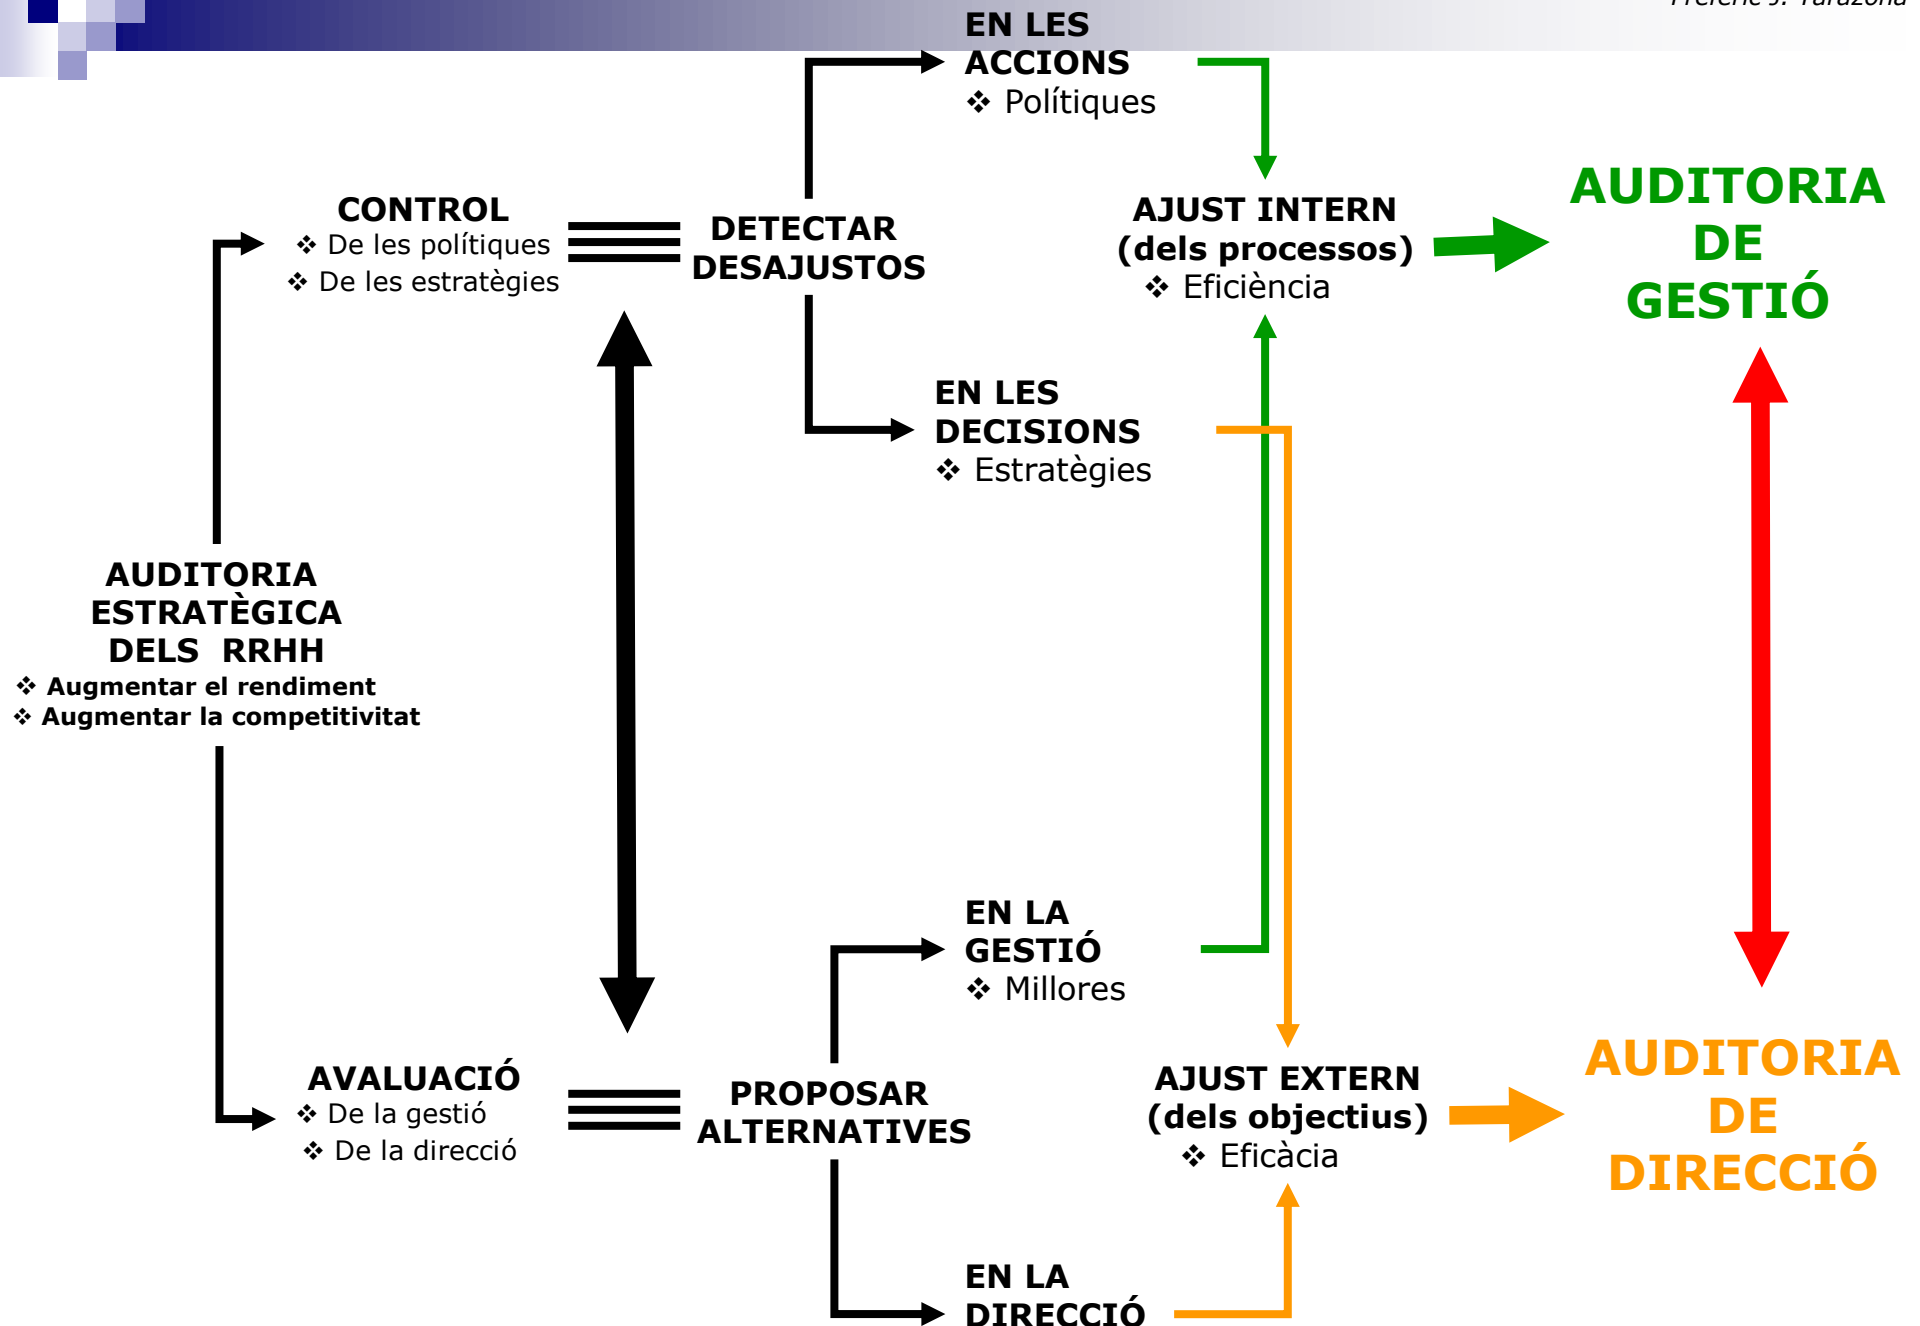 EN LES
ACCIONS
❖ Polítiques
CONTROL
❖ De les polítiques
❖ De les estratègies
DETECTAR
DESAJUSTOS
AJUST INTERN
(dels processos)
❖ Eficiència
AUDITORIA
DE
GESTIÓ
EN LES
DECISIONS
❖ Estratègies
AUDITORIA
ESTRATÈGICA
DELS RRHH
❖ Augmentar el rendiment
❖ Augmentar la competitivitat
EN LA
GESTIÓ
❖ Millores
AVALUACIÓ
❖ De la gestió
❖ De la direcció
PROPOSAR
ALTERNATIVES
AJUST EXTERN
(dels objectius)
❖ Eficàcia
AUDITORIA
DE
DIRECCIÓ
EN LA
DIRECCIÓ